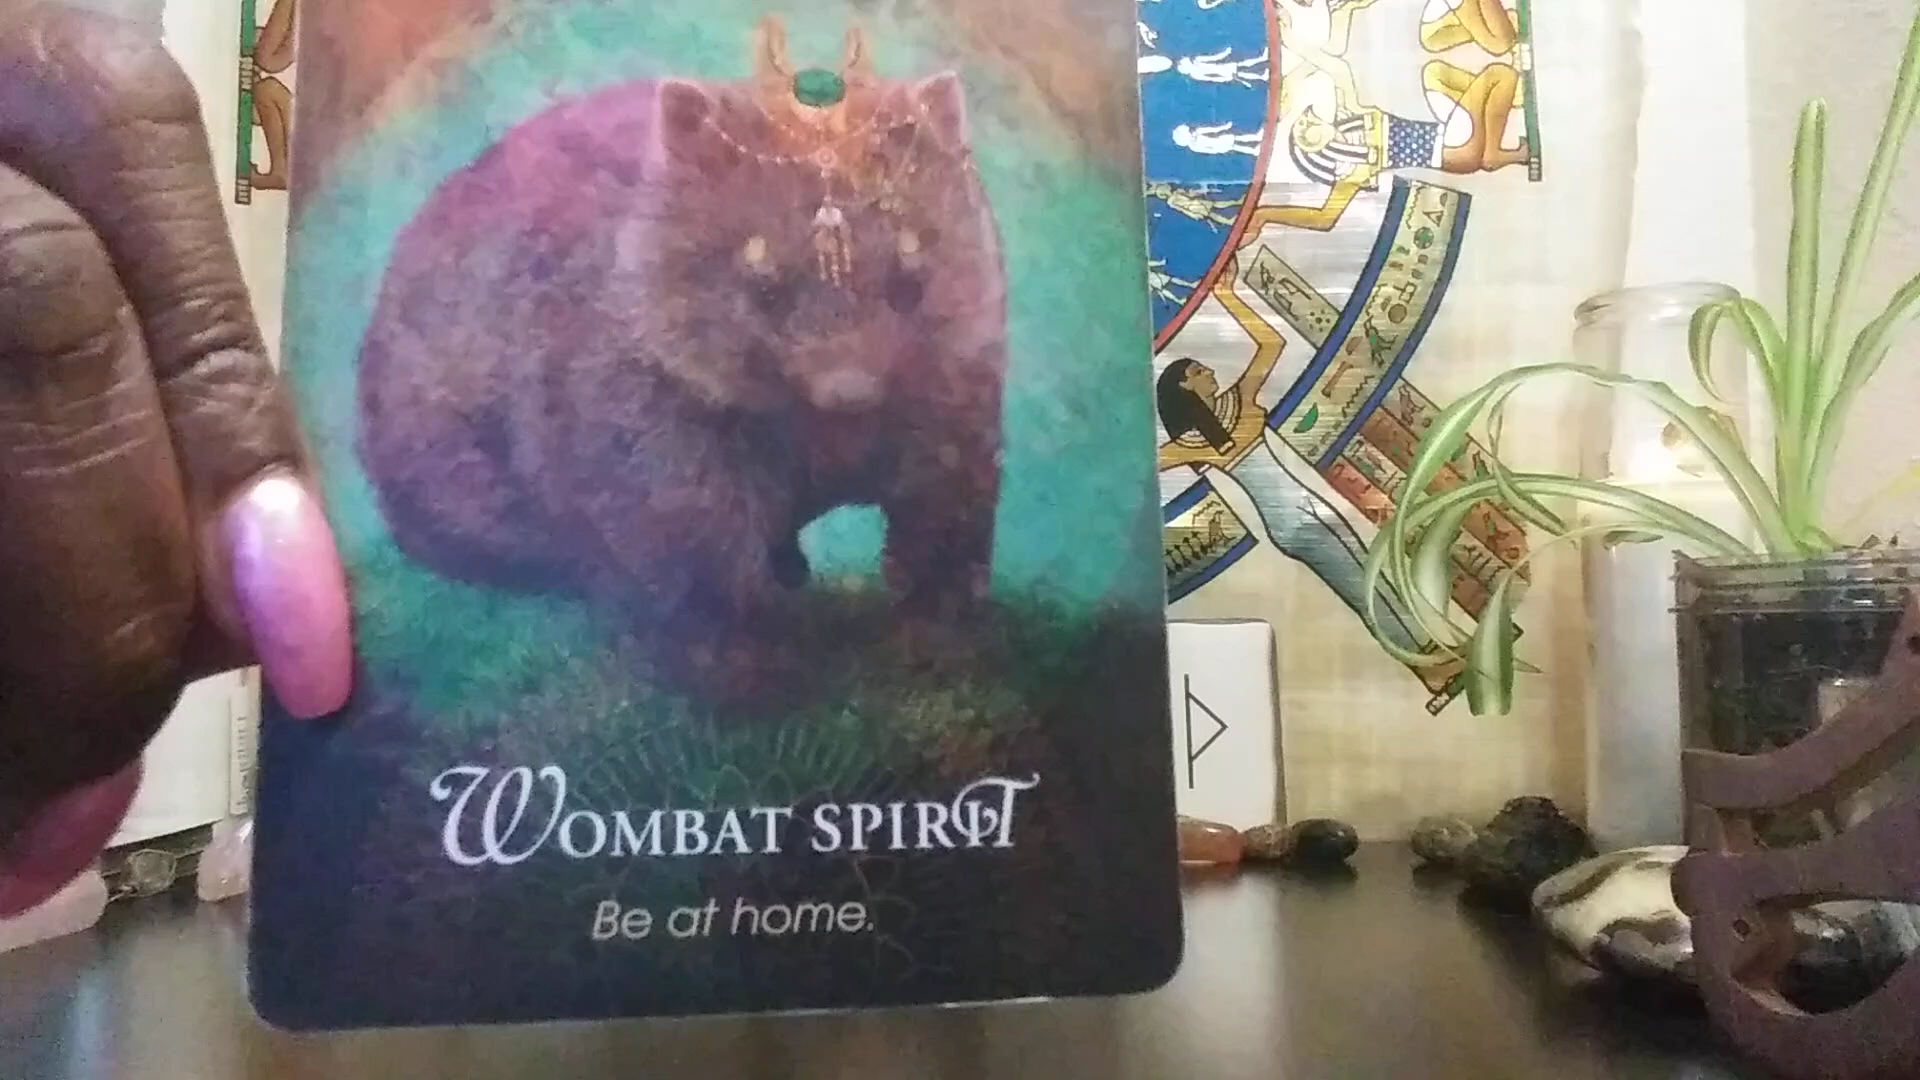 Wombat spirit
Be at home.
ᚦ